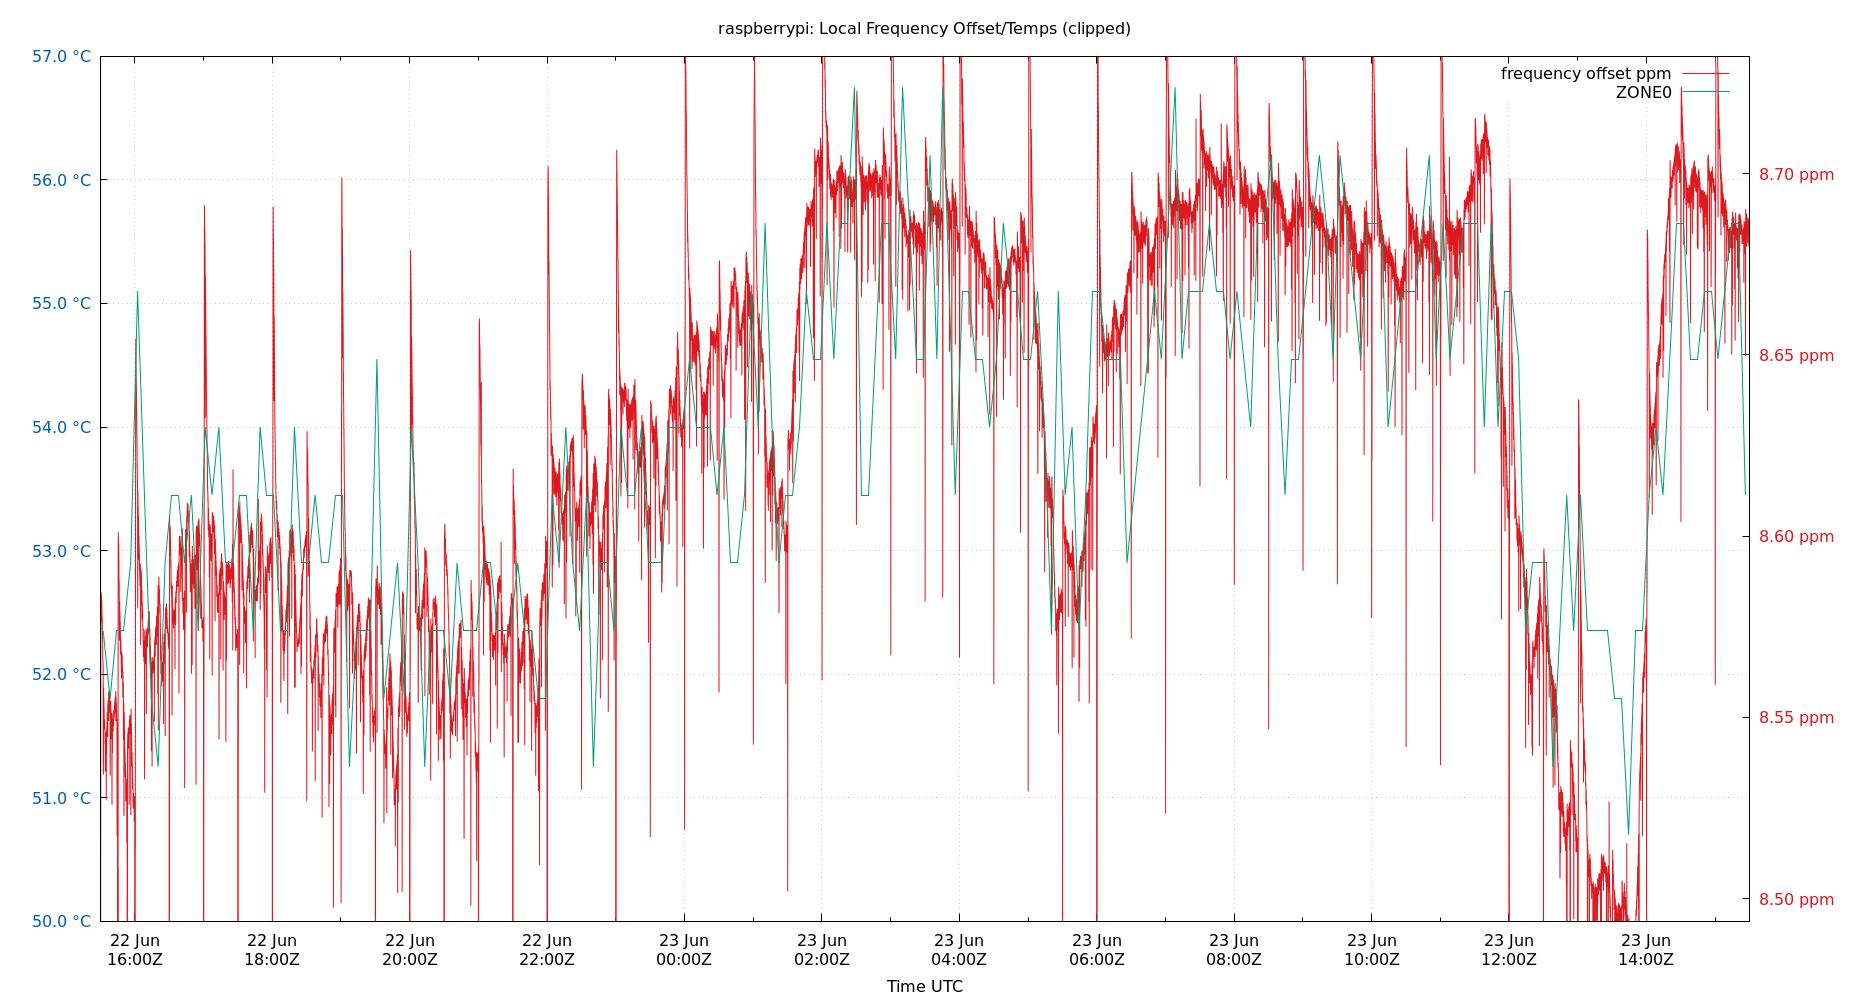 raspberrypi: Local Frequency Offset/Temps (clipped)
57.0 °C
56.0 °C
55.0 °C
54.0 °C
53.0 °C
52.0 °C
51.0 °C
50.0 °C
frequency offset ppm
ZONE0
8.70 ppm
8.65 ppm
8.60 ppm
8.55 ppm
8.50 ppm
22 Jun
16:00Z
22 Jun
18:00Z
22 Jun
20:00Z
22 Jun
22:00Z
23 Jun
00:00Z
23 Jun
02:00Z
23 Jun
04:00Z
23 Jun
06:00Z
23 Jun
08:00Z
23 Jun
10:00Z
23 Jun
12:00Z
23 Jun
14:00Z
Time UTC